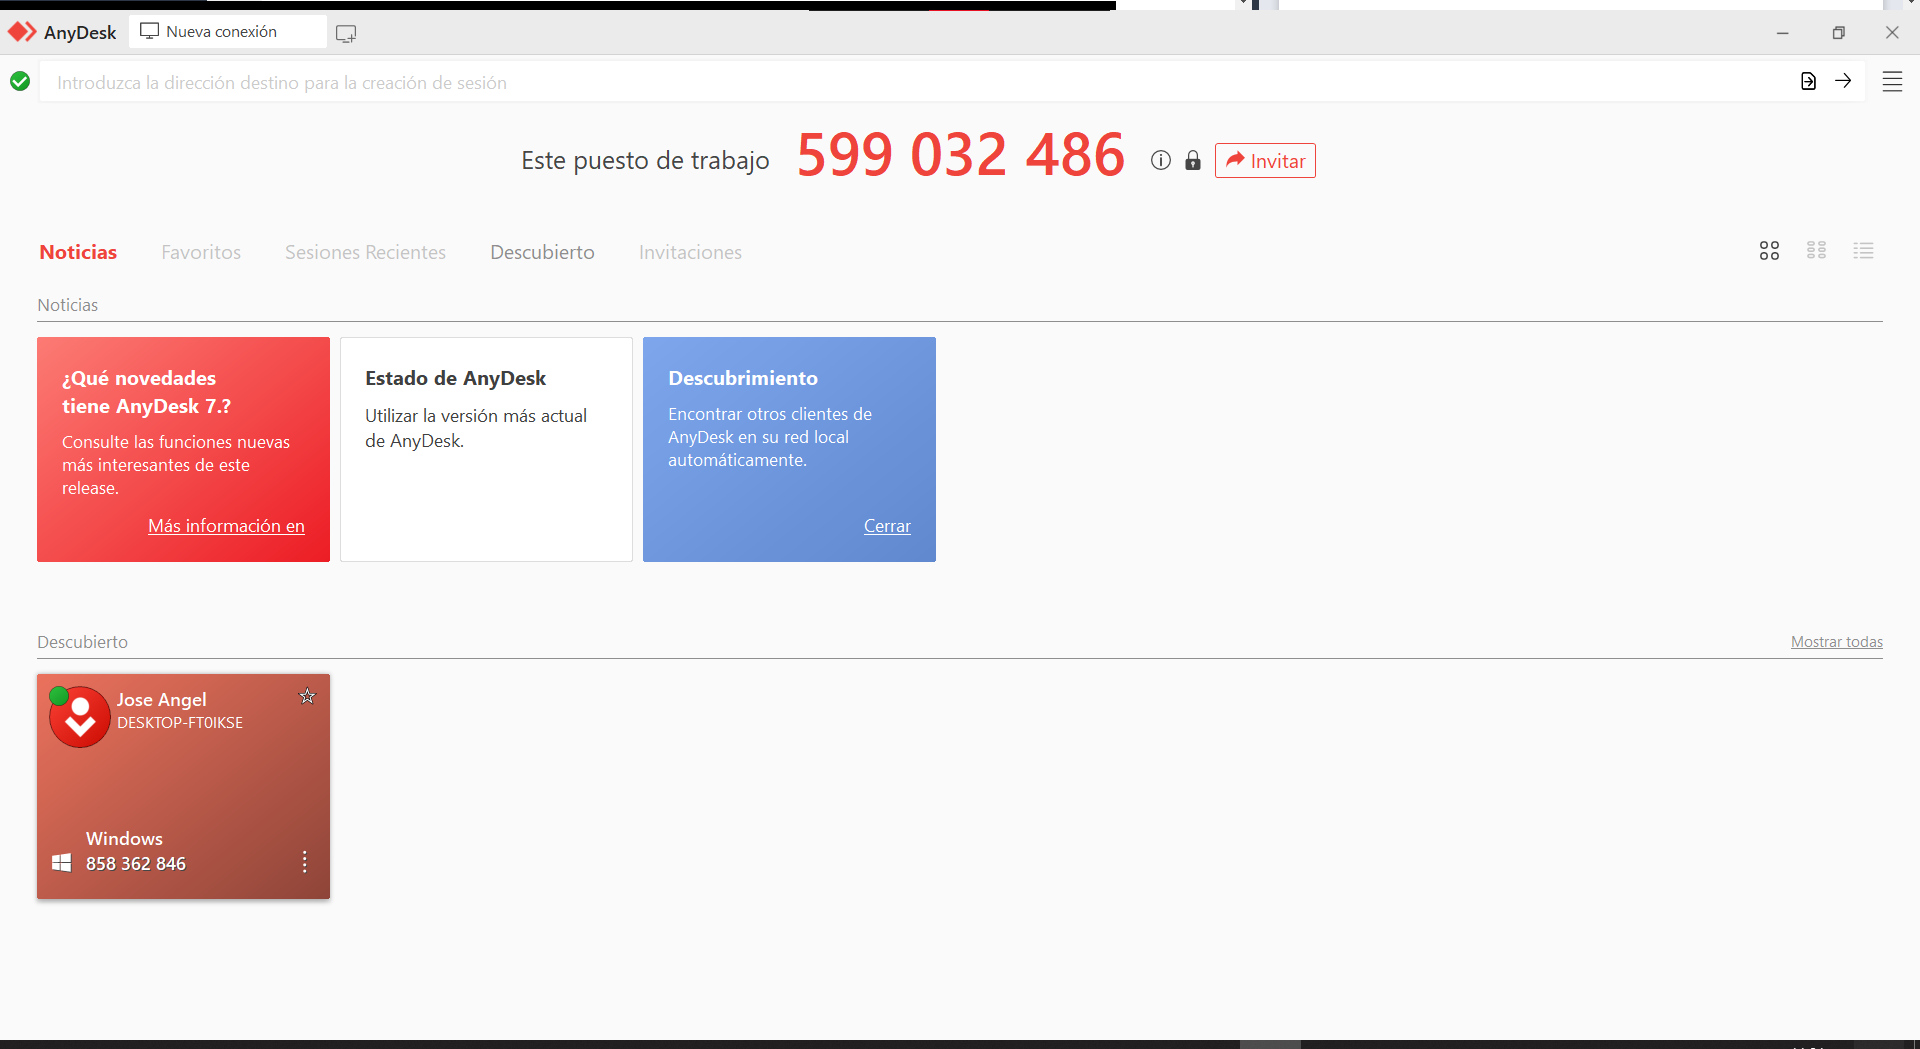 AnyDesk
Nueva conexión
Introduzca la dirección destino para la creación de sesión
Este puesto de trabajo 599 032 486 Invitar
Noticias Favoritos Sesiones Recientes Descubierto Invitaciones
Noticias
¿Qué novedades
tiene AnyDesk 7.?
Consulte las funciones nuevas
más interesantes de este
release.
Más información en
Estado de AnyDesk
Utilizar la versión más actual
de AnyDesk.
Descubrimiento
Encontrar otros clientes de
AnyDesk en su red local
automáticamente.
Cerrar
Descubierto Mostrar todas
Jose Angel
DESKTOP-FT0IKSE
Windows
858 362 846